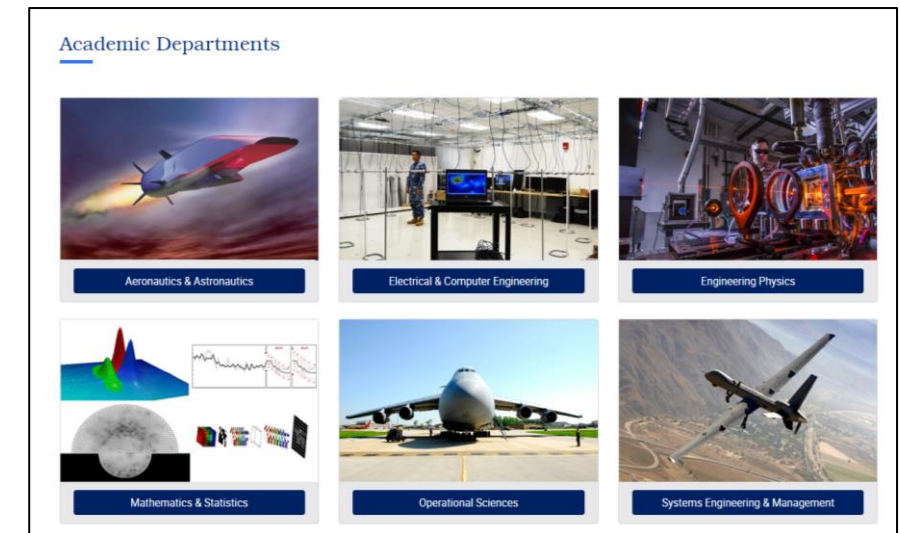 Academic Departments
Aeronautics & Astronautics
Electrical & Computer Engineering
Engineering Physics
Mathematics & Statistics
Operational Sciences
Systems Engineering & Management